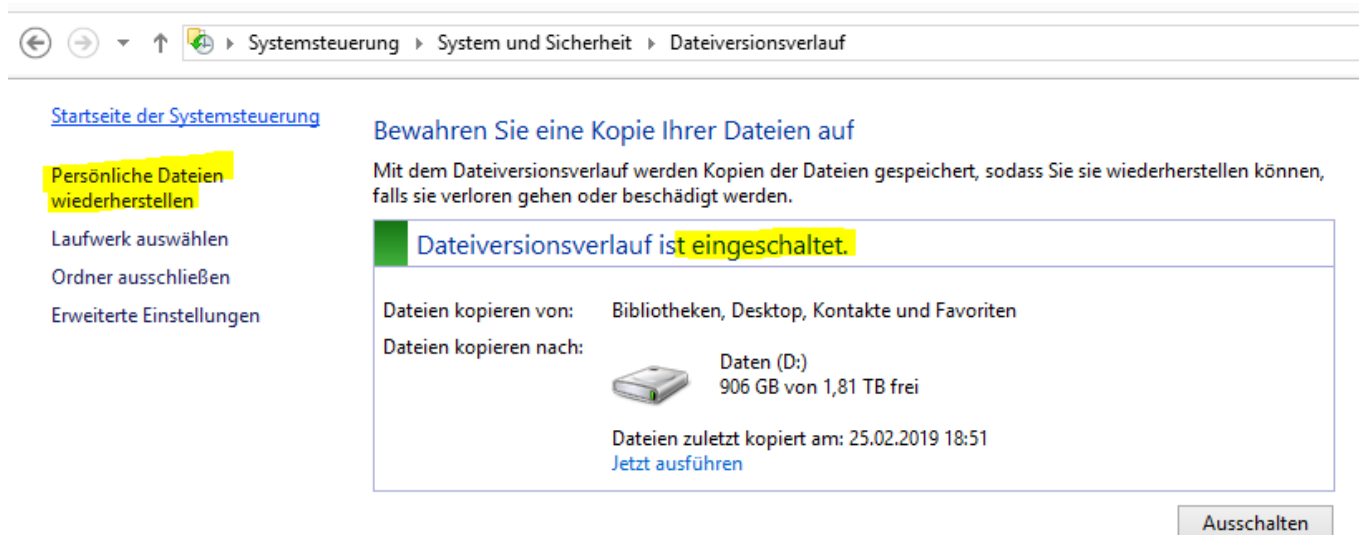 Systemsteuerung ▸ System und Sicherheit ▸ Dateiversionsverlauf
Startseite der Systemsteuerung
Persönliche Dateien
wiederherstellen
Laufwerk auswählen
Ordner ausschließen
Erweiterte Einstellungen
Bewahren Sie eine Kopie Ihrer Dateien auf
Mit dem Dateiversionsverlauf werden Kopien der Dateien gespeichert, sodass Sie sie wiederherstellen können,
falls sie verloren gehen oder beschädigt werden.
Dateiversionsverlauf ist eingeschaltet.
Dateien kopieren von: Bibliotheken, Desktop, Kontakte und Favoriten
Dateien kopieren nach:
Daten (D:)
906 GB von 1,81 TB frei
Dateien zuletzt kopiert am: 25.02.2019 18:51
Jetzt ausführen
Ausschalten